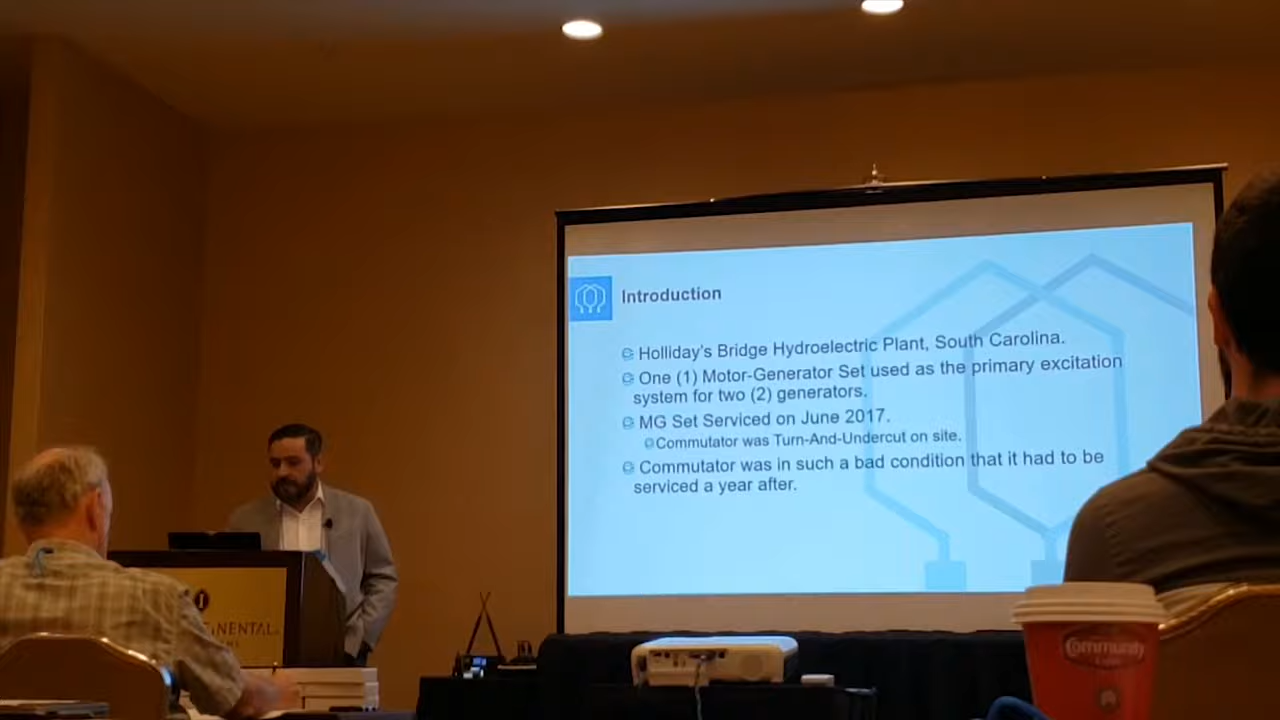 Introduction
Holliday's Bridge Hydroelectric Plant, South Carolina.
One (1) Motor-Generator Set used as the primary excitation
system for two (2) generators.
MG Set Serviced on June 2017.
Commutator was Turn-And-Undercut on site.
Commutator was in such a bad condition that it had to be
serviced a year after.
I
NENTAL
Community